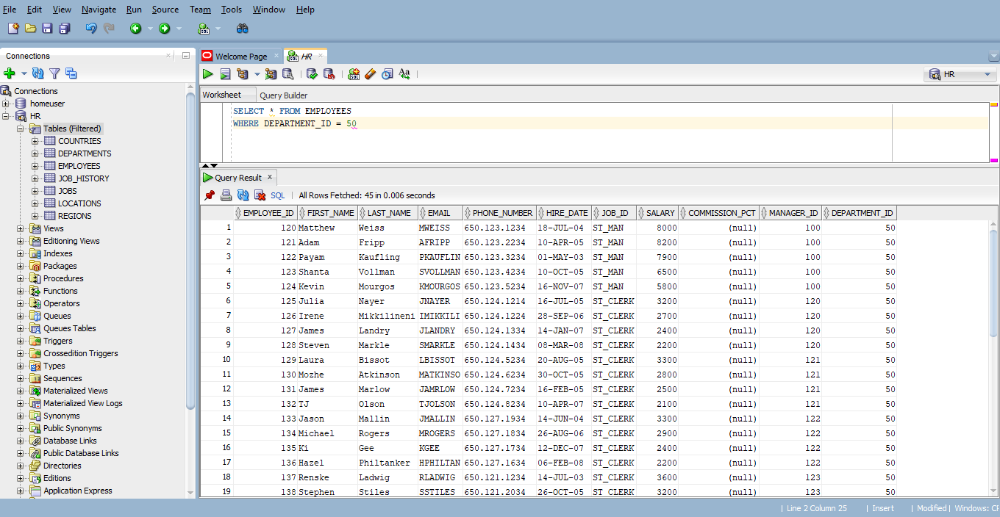 File Edit View Navigate Run Source Team Tools Window Help
Connections
Welcome Page
HR
HR
Worksheet
Query Builder
Connections
homeuser
HR
Tables (Filtered)
COUNTRIES
DEPARTMENTS
EMPLOYEES
JOB_HISTORY
JOBS
LOCATIONS
REGIONS
Views
Editioning Views
Indexes
Packages
Procedures
Functions
Operators
Queues
Queues Tables
Triggers
Crossedition Triggers
Types
Sequences
Materialized Views
Materialized View Logs
Synonyms
Public Synonyms
Database Links
Public Database Links
Directories
Editions
Application Express
SELECT * FROM EMPLOYEES
WHERE DEPARTMENT_ID = 50
Query Result
SQL | All Rows Fetched: 45 in 0.006 seconds
EMPLOYEE_ID FIRST_NAME LAST_NAME EMAIL PHONE_NUMBER HIRE_DATE JOB_ID SALARY COMMISSION_PCT MANAGER_ID DEPARTMENT_ID
1 120 Matthew Weiss MWEISS 650.123.1234 18-JUL-04 ST_MAN 8000 (null) 100 50
2 121 Adam Fripp AFRIPP 650.123.2234 10-APR-05 ST_MAN 8200 (null) 100 50
3 122 Payam Kaufling PKAUFLIN 650.123.3234 01-MAY-03 ST_MAN 7900 (null) 100 50
4 123 Shanta Vollman SVOLLMAN 650.123.4234 10-OCT-05 ST_MAN 6500 (null) 100 50
5 124 Kevin Mourgos KMOURGOS 650.123.5234 16-NOV-07 ST_MAN 5800 (null) 100 50
6 125 Julia Nayer JNAYER 650.124.1214 16-JUL-05 ST_CLERK 3200 (null) 120 50
7 126 Irene Mikkilineni IMIKKILI 650.124.1224 28-SEP-06 ST_CLERK 2700 (null) 120 50
8 127 James Landry JLANDRY 650.124.1334 14-JAN-07 ST_CLERK 2400 (null) 120 50
9 128 Steven Markle SMARKLE 650.124.1434 08-MAR-08 ST_CLERK 2200 (null) 120 50
10 129 Laura Bissot LBISSOT 650.124.5234 20-AUG-05 ST_CLERK 3300 (null) 121 50
11 130 Mozhe Atkinson MATKINSO 650.124.6234 30-OCT-05 ST_CLERK 2800 (null) 121 50
12 131 James Marlow JAMRLOW 650.124.7234 16-FEB-05 ST_CLERK 2500 (null) 121 50
13 132 TJ Olson TJOLSON 650.124.8234 10-APR-07 ST_CLERK 2100 (null) 121 50
14 133 Jason Mallin JMALLIN 650.127.1934 14-JUN-04 ST_CLERK 3300 (null) 122 50
15 134 Michael Rogers MROGERS 650.127.1834 26-AUG-06 ST_CLERK 2900 (null) 122 50
16 135 Ki Gee KGEE 650.127.1734 12-DEC-07 ST_CLERK 2400 (null) 122 50
17 136 Hazel Philtanker HPHILTAN 650.127.1634 06-FEB-08 ST_CLERK 2200 (null) 122 50
18 137 Renske Ladwig RLADWIG 650.121.1234 14-JUL-03 ST_CLERK 3600 (null) 123 50
19 138 Stephen Stiles SSTILES 650.121.2034 26-OCT-05 ST_CLERK 3200 (null) 123 50
| Line 2 Column 25 | Insert | Modified | Windows: CF